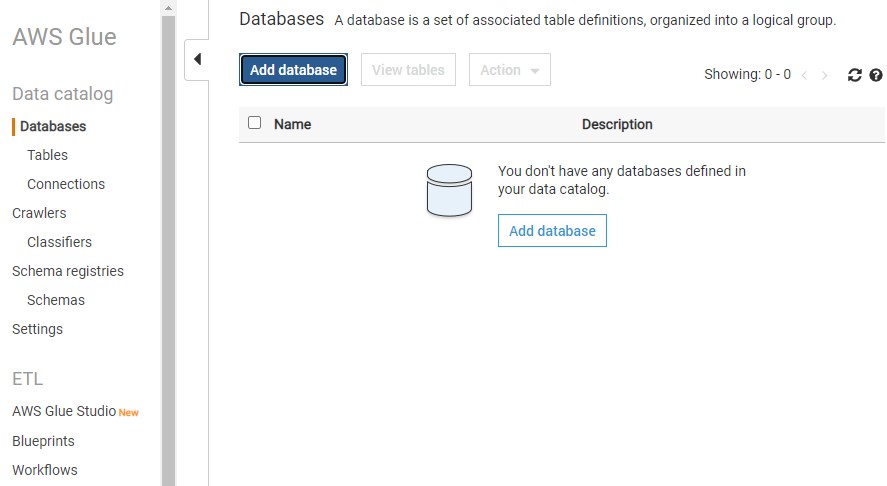 AWS Glue
Data catalog
Databases
Tables
Connections
Crawlers
Classifiers
Schema registries
Schemas
Settings
ETL
AWS Glue Studio New
Blueprints
Workflows
Databases A database is a set of associated table definitions, organized into a logical group.
Add database View tables Action Showing: 0 - 0
Name Description
You don't have any databases defined in
your data catalog.
Add database